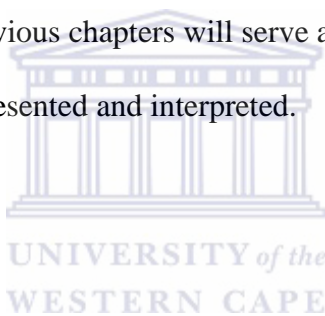 vious chapters will serve a
esented and interpreted.
UNIVERSITY of the
WESTERN CAPE